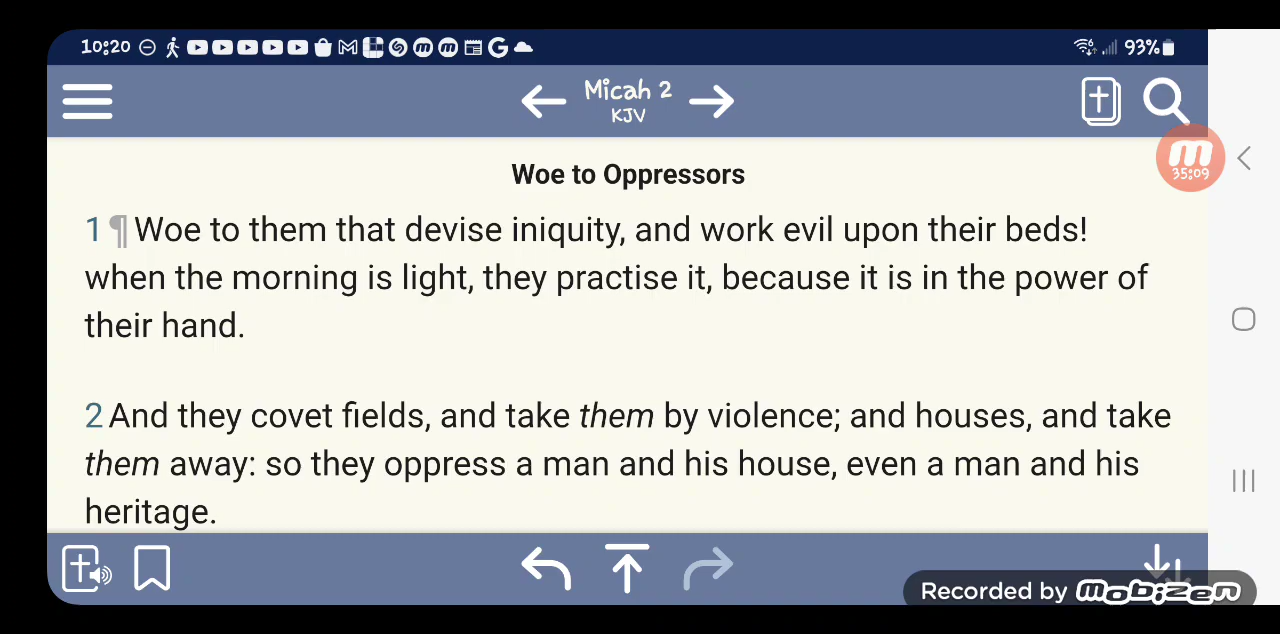 10:20 93%
Micah 2
KJV
35:09
Woe to Oppressors
1 ¶ Woe to them that devise iniquity, and work evil upon their beds!
when the morning is light, they practise it, because it is in the power of
their hand.
2 And they covet fields, and take them by violence; and houses, and take
them away: so they oppress a man and his house, even a man and his
heritage.
Recorded by mobizen